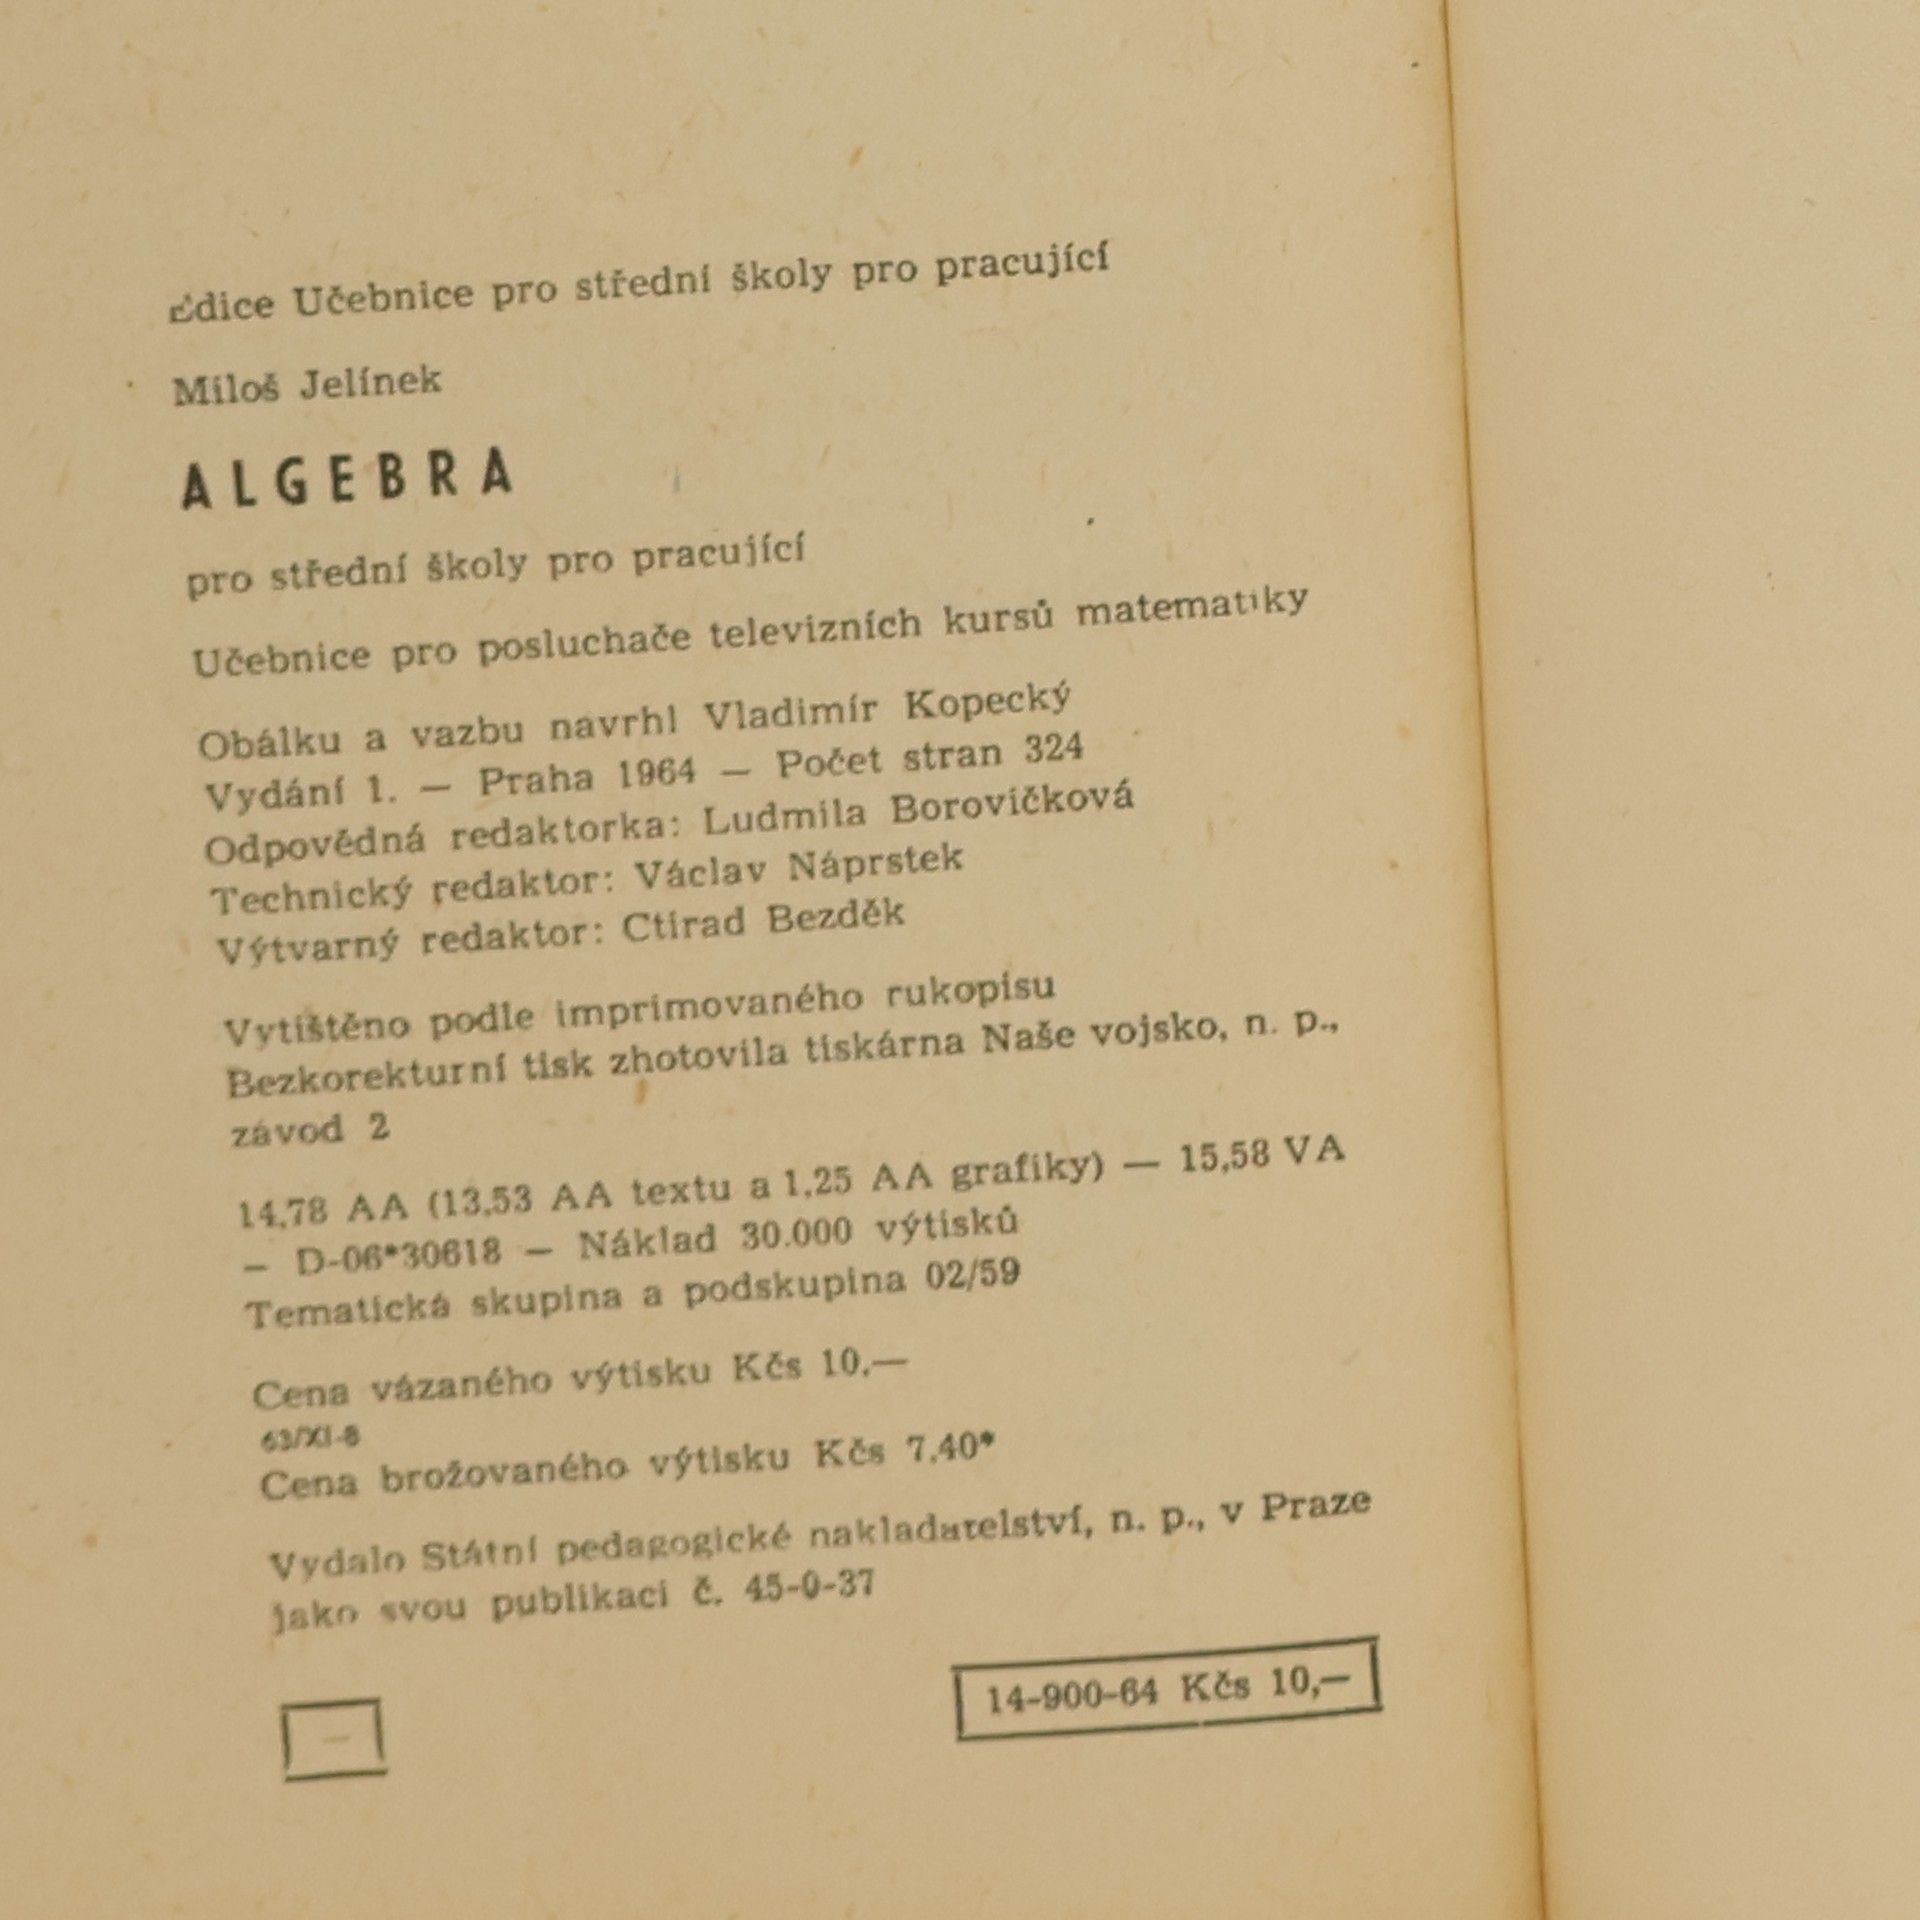 Edice Učebnice pro střední školy pro pracující
Miloš Jelínek
ALGEBRA
pro střední školy pro pracující
Učebnice pro posluchače televizních kursů matematiky
Obálku a vazbu navrhl Vladimír Kopecký
Vydání 1. — Praha 1964 — Počet stran 324
Odpovědná redaktorka: Ludmila Borovičková
Technický redaktor: Václav Náprstek
Výtvarný redaktor: Ctirad Bezděk
Vytištěno podle imprimovaného rukopisu
Bezkorekturní tisk zhotovila tiskárna Naše vojsko, n. p.,
závod 2
14,78 AA (13,53 AA textu a 1,25 AA grafiky) — 15,58 VA
— D-06*30618 — Náklad 30.000 výtisků
Tematická skupina a podskupina 02/59
Cena vázaného výtisku Kčs 10,—
63/XI-8
Cena brožovaného výtisku Kčs 7,40*
Vydalo Státní pedagogické nakladatelství, n. p., v Praze
jako svou publikaci č. 45-0-37
14-900-64 Kčs 10,—
—